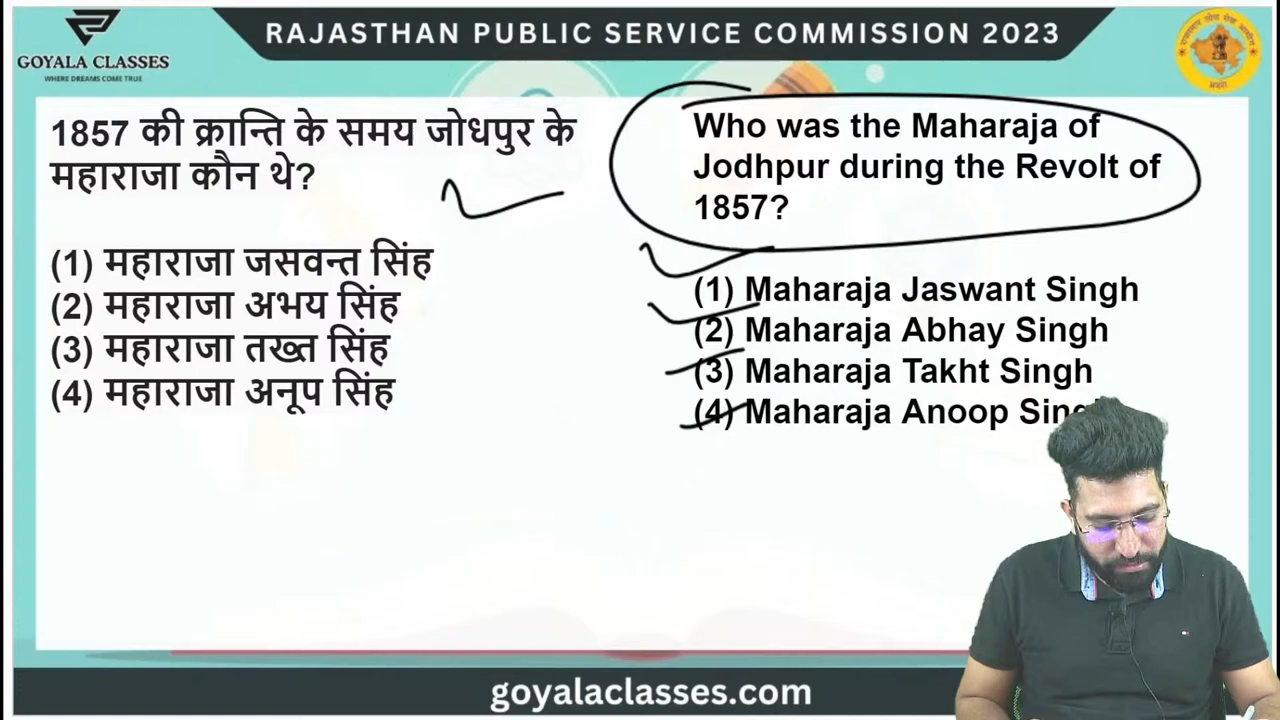 GOYALA CLASSES
WHERE DREAMS COME TRUE
RAJASTHAN PUBLIC SERVICE COMMISSION 2023
1857 की क्रान्ति के समय जोधपुर के
महाराजा कौन थे?
(1) महाराजा जसवन्त सिंह
(2) महाराजा अभय सिंह
(3) महाराजा तख्त सिंह
(4) महाराजा अनूप सिंह
Who was the Maharaja of
Jodhpur during the Revolt of
1857?
(1) Maharaja Jaswant Singh
(2) Maharaja Abhay Singh
(3) Maharaja Takht Singh
(4) Maharaja Anoop
goyalaclasses.com